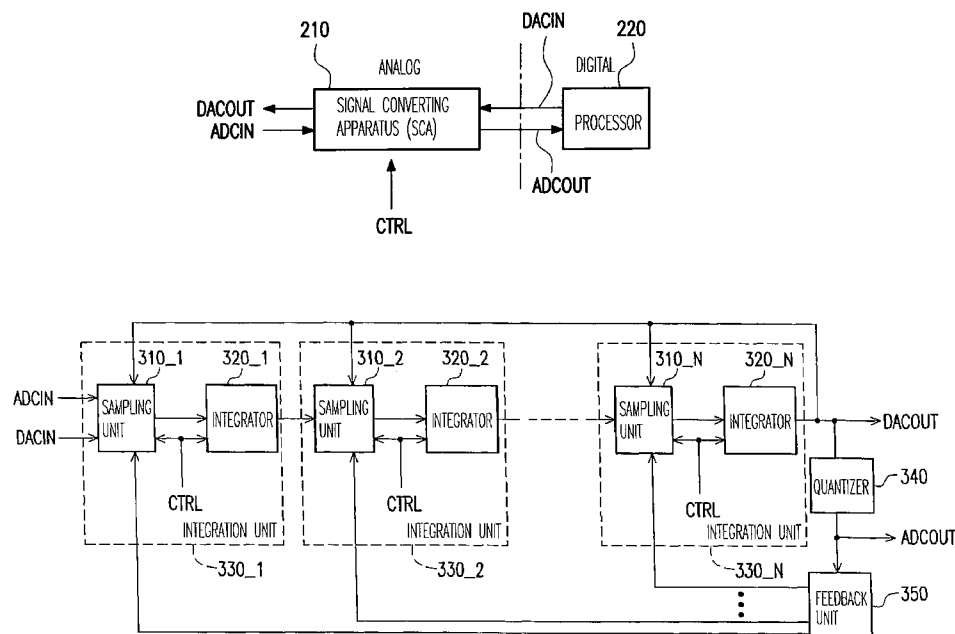 210
DACIN
220
ANALOG
DIGITAL
DACOUT
ADCIN
SIGNAL CONVERTING
APPARATUS (SCA)
PROCESSOR
ADCOUT
CTRL
310_1
320_1
310_2
320_2
310_N
320_N
ADCIN
DACIN
SAMPLING
UNIT
INTEGRATOR
SAMPLING
UNIT
INTEGRATOR
SAMPLING
UNIT
INTEGRATOR
DACOUT
QUANTIZER
340
CTRL
CTRL
CTRL
INTEGRATION UNIT
INTEGRATION UNIT
INTEGRATION UNIT
ADCOUT
330_1
330_2
330_N
FEEDBACK
UNIT
350